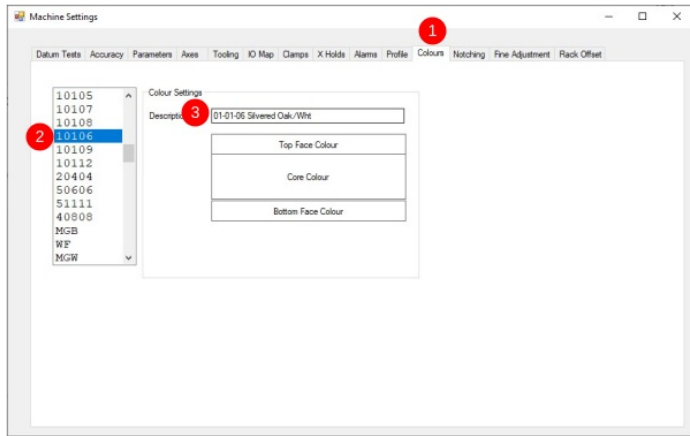 Machine Settings
1
Datum Tests Accuracy Parameters Axes Tooling IO Map Clamps X Holds Alarms Profile Colours Notching Fine Adjustment Rack Offset
10105
10107
10108
10106
10109
10112
20404
50606
51111
40808
MGB
WF
MGW
2
Colour Settings
Descriptio
3
01-01-06 Silvered Oak/Wht
Top Face Colour
Core Colour
Bottom Face Colour